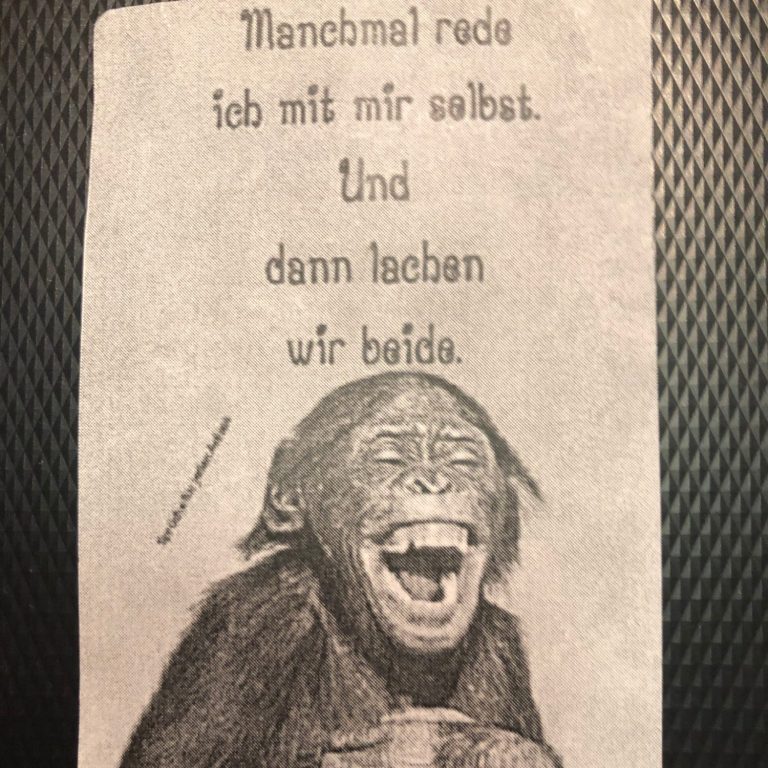 Manchmal rede
ich mit mir selbst.
Und
dann lachen
wir beide.